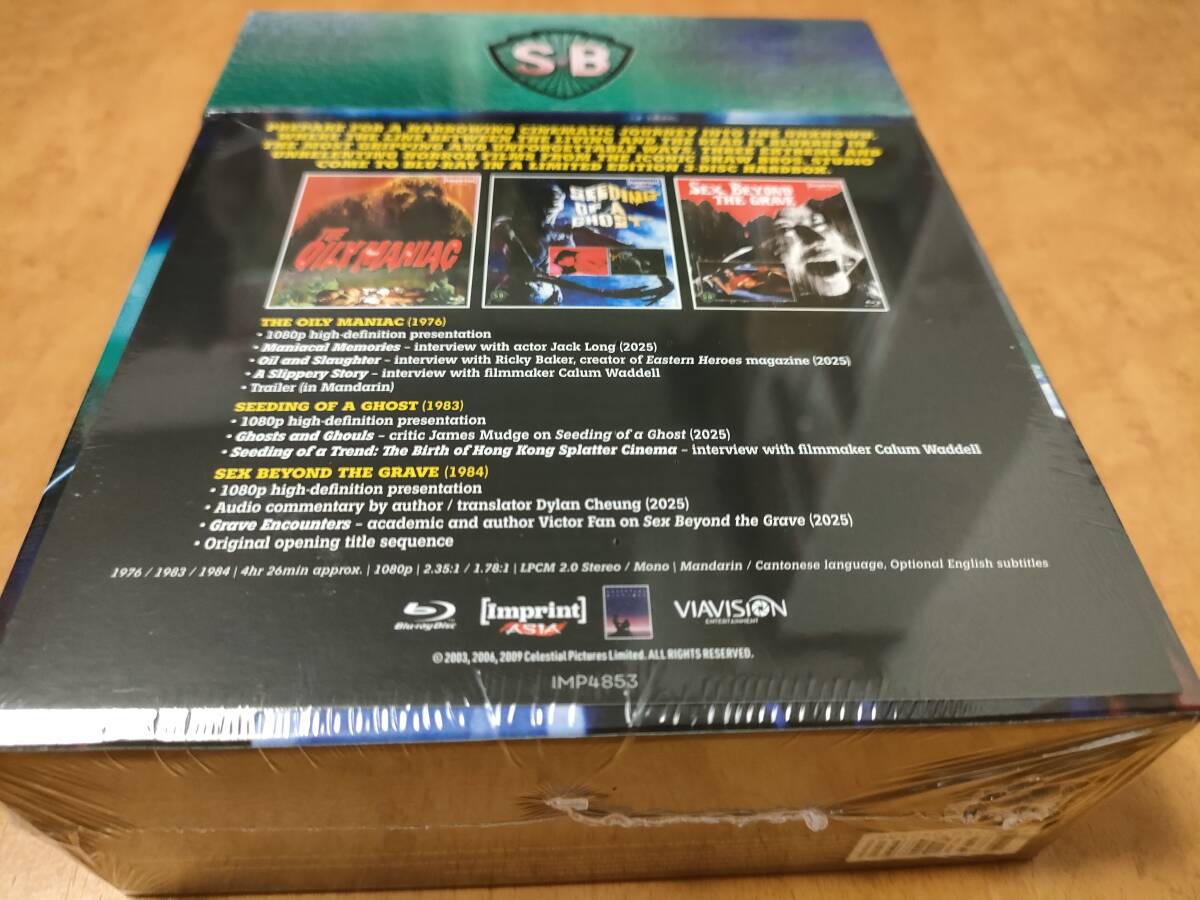 S B
PREPARE FOR A HARROWING CINEMATIC JOURNEY INTO THE UNKNOWN,
WHERE THE LINE BETWEEN THE LIVING AND THE DEAD IS BLURRED
THE MOST GRIPPING AND UNFORGETTABLY
UNRELENTING HORROR FILMS FROM THE ICONIC SHAW BROS. STUDIO
COME TO BLU-RAY IN A LIMITED EDITION 3-DISC HARDBOX.
THE OILY MANIAC
SEEDING OF A GHOST
SEX BEYOND THE GRAVE
THE OILY MANIAC (1976)
• 1080p high-definition presentation
• Maniacal Memories – interview with actor Jack Long (2025)
• Oil and Slaughter – interview with Ricky Baker, creator of Eastern Heroes magazine (2025)
• A Slippery Story – interview with filmmaker Calum Waddell
• Trailer (in Mandarin)
SEEDING OF A GHOST (1983)
• 1080p high-definition presentation
• Ghosts and Ghouls – critic James Mudge on Seeding of a Ghost (2025)
• Seeding of a Trend: The Birth of Hong Kong Splatter Cinema – interview with filmmaker Calum Waddell
SEX BEYOND THE GRAVE (1984)
• 1080p high-definition presentation
• Audio commentary by author / translator Dylan Cheung (2025)
• Grave Encounters – academic and author Victor Fan on Sex Beyond the Grave (2025)
• Original opening title sequence
1976 / 1983 / 1984 | 4hr 26min approx. | 1080p | 2.35:1 / 1.78:1 | LPCM 2.0 Stereo / Mono | Mandarin / Cantonese language, Optional English subtitles
Blu-ray Disc [Imprint] ASIA VIAVISION ENTERTAINMENT
© 2003, 2006, 2009 Celestial Pictures Limited. ALL RIGHTS RESERVED.
IMP4853